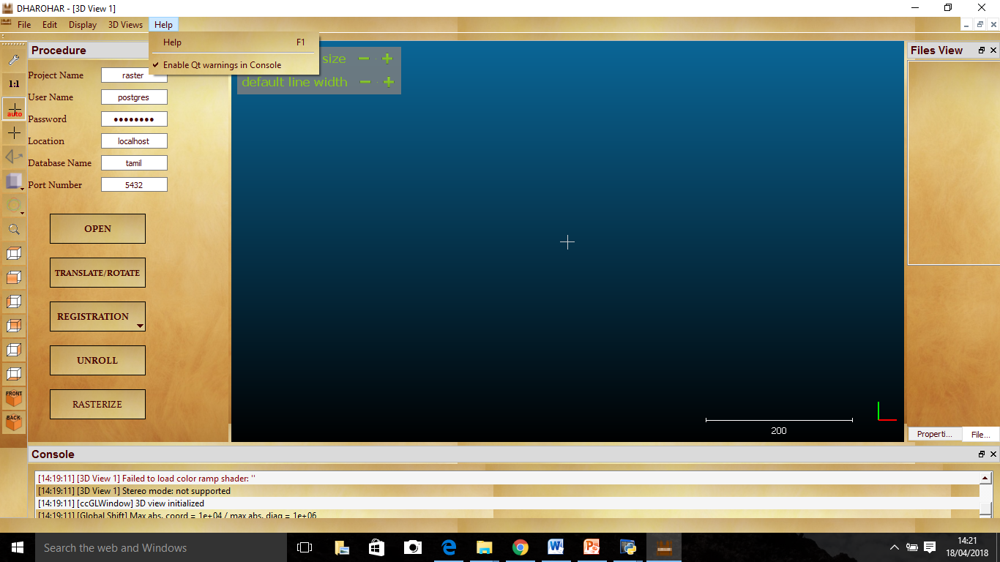 DHAROHAR - [3D View 1]
File Edit Display 3D Views Help
Help F1
Enable Qt warnings in Console
Procedure
Project Name raster
User Name postgres
Password ●●●●●●●●
Location localhost
Database Name tamil
Port Number 5432
OPEN
TRANSLATE/ROTATE
REGISTRATION
UNROLL
RASTERIZE
1:1
auto
FRONT
BACK
size − +
default line width − +
200
Files View
Properti... File...
Console
[14:19:11] [3D View 1] Failed to load color ramp shader: ''
[14:19:11] [3D View 1] Stereo mode: not supported
[14:19:11] [ccGLWindow] 3D view initialized
[14:19:11] [Global Shift] Max abs. coord = 1e+04 / max abs. diag = 1e+06
Search the web and Windows
14:21
18/04/2018